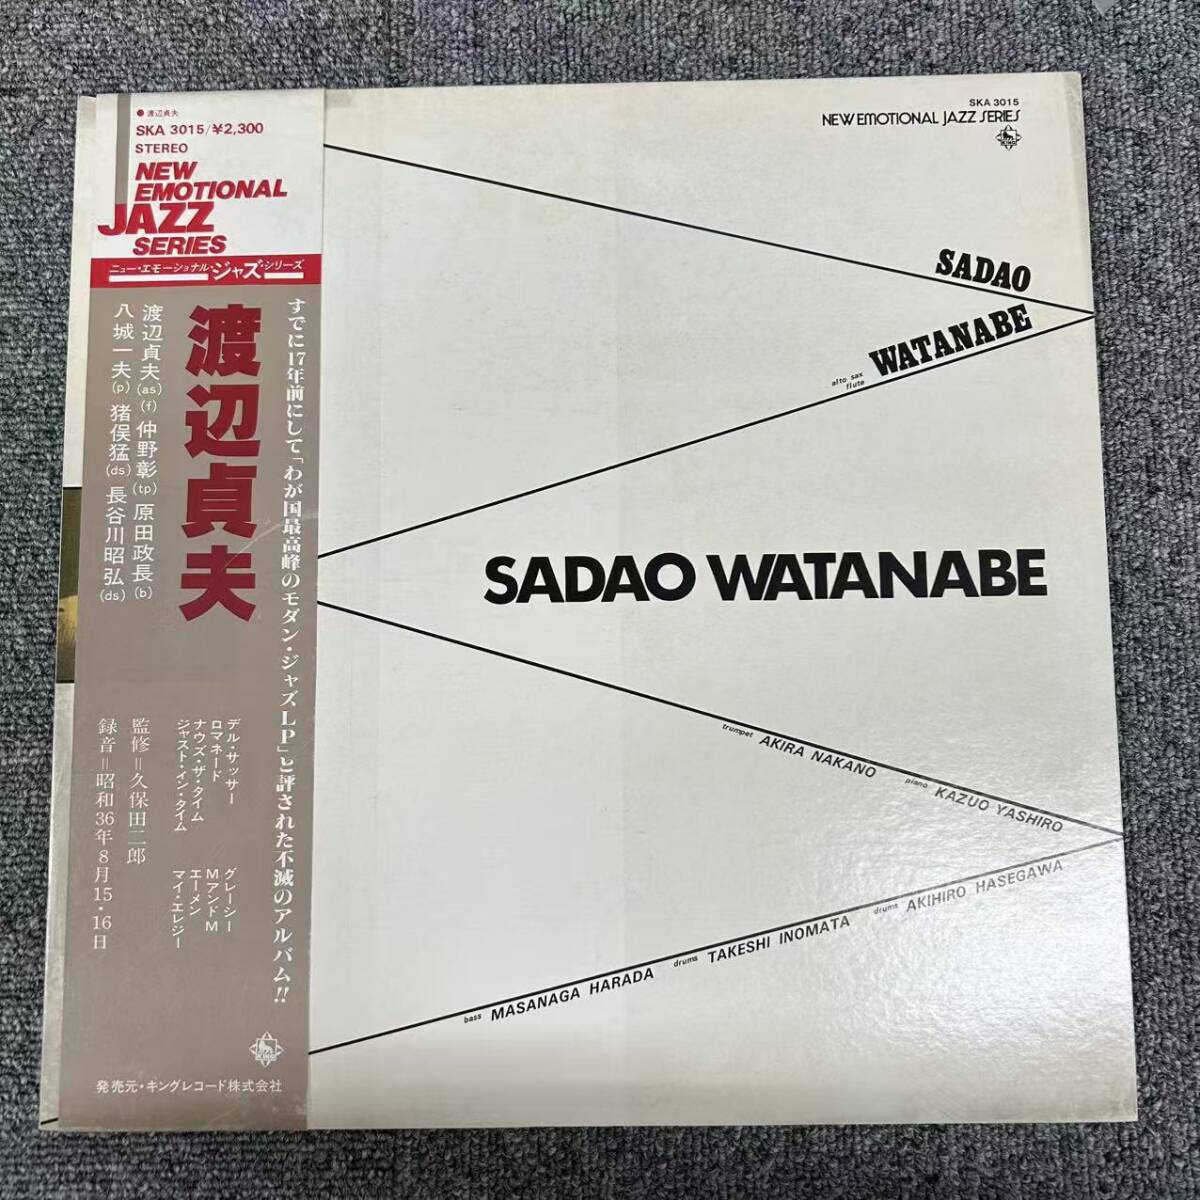 ●渡辺貞夫
SKA 3015/¥2,300
STEREO
NEW
EMOTIONAL
JAZZ
SERIES
ニュー・エモーショナル・ジャズ・シリーズ
すでに17年前にして「わが国最高峰のモダン・ジャズLP」と評された不滅のアルバム!!
渡辺貞夫
渡辺貞夫(as)(f) 仲野彰(tp) 原田政長(b)
八城一夫(p) 猪俣猛(ds) 長谷川昭弘(ds)
デル・サッサー
ロマネード
ナウズ・ザ・タイム
ジャスト・イン・タイム
グレーシー
MアンドM
エーメン
マイ・エレジー
監修=久保田二郎
録音=昭和36年8月15・16日
KING
発売元・キングレコード株式会社
SKA 3015
NEW EMOTIONAL JAZZ SERIES
KING
SADAO
alto sax
flute
WATANABE
SADAO WATANABE
trumpet AKIRA NAKANO piano KAZUO YASHIRO
bass MASANAGA HARADA drums TAKESHI INOMATA drums AKIHIRO HASEGAWA